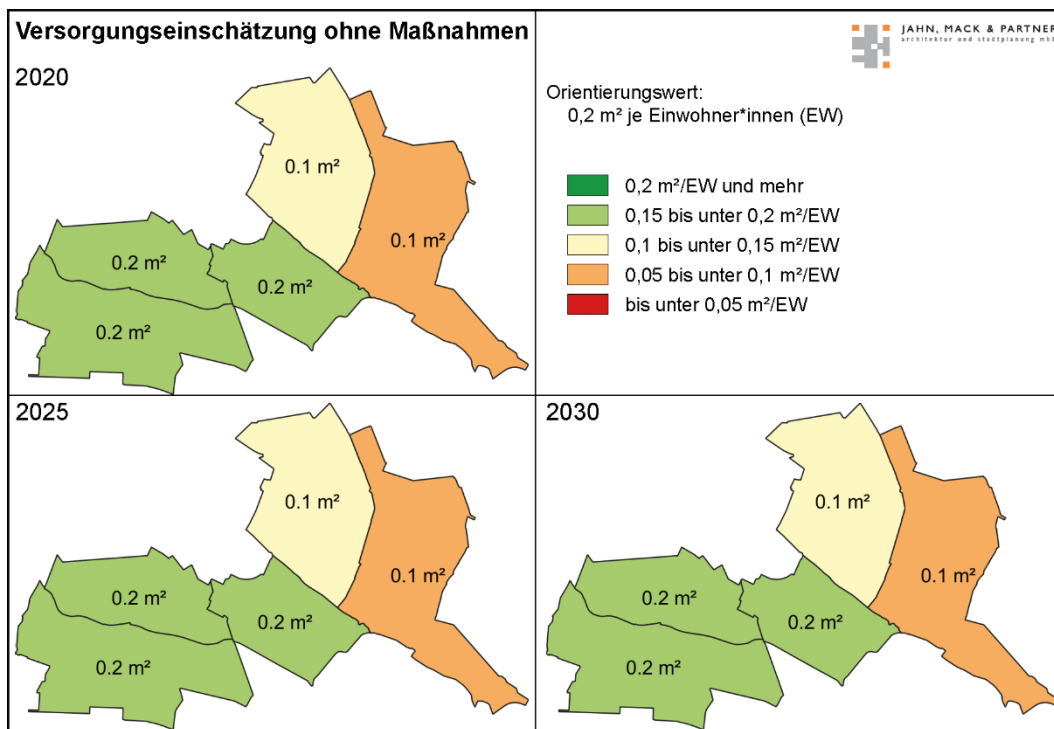 Versorgungseinschätzung ohne Maßnahmen
JAHN, MACK & PARTNER
architektur und stadtplanung mbB
2020
0.1 m²
0.1 m²
0.2 m²
0.2 m²
0.2 m²
Orientierungswert:
0,2 m² je Einwohner*innen (EW)
0,2 m²/EW und mehr
0,15 bis unter 0,2 m²/EW
0,1 bis unter 0,15 m²/EW
0,05 bis unter 0,1 m²/EW
bis unter 0,05 m²/EW
2025
0.1 m²
0.1 m²
0.2 m²
0.2 m²
0.2 m²
2030
0.1 m²
0.1 m²
0.2 m²
0.2 m²
0.2 m²